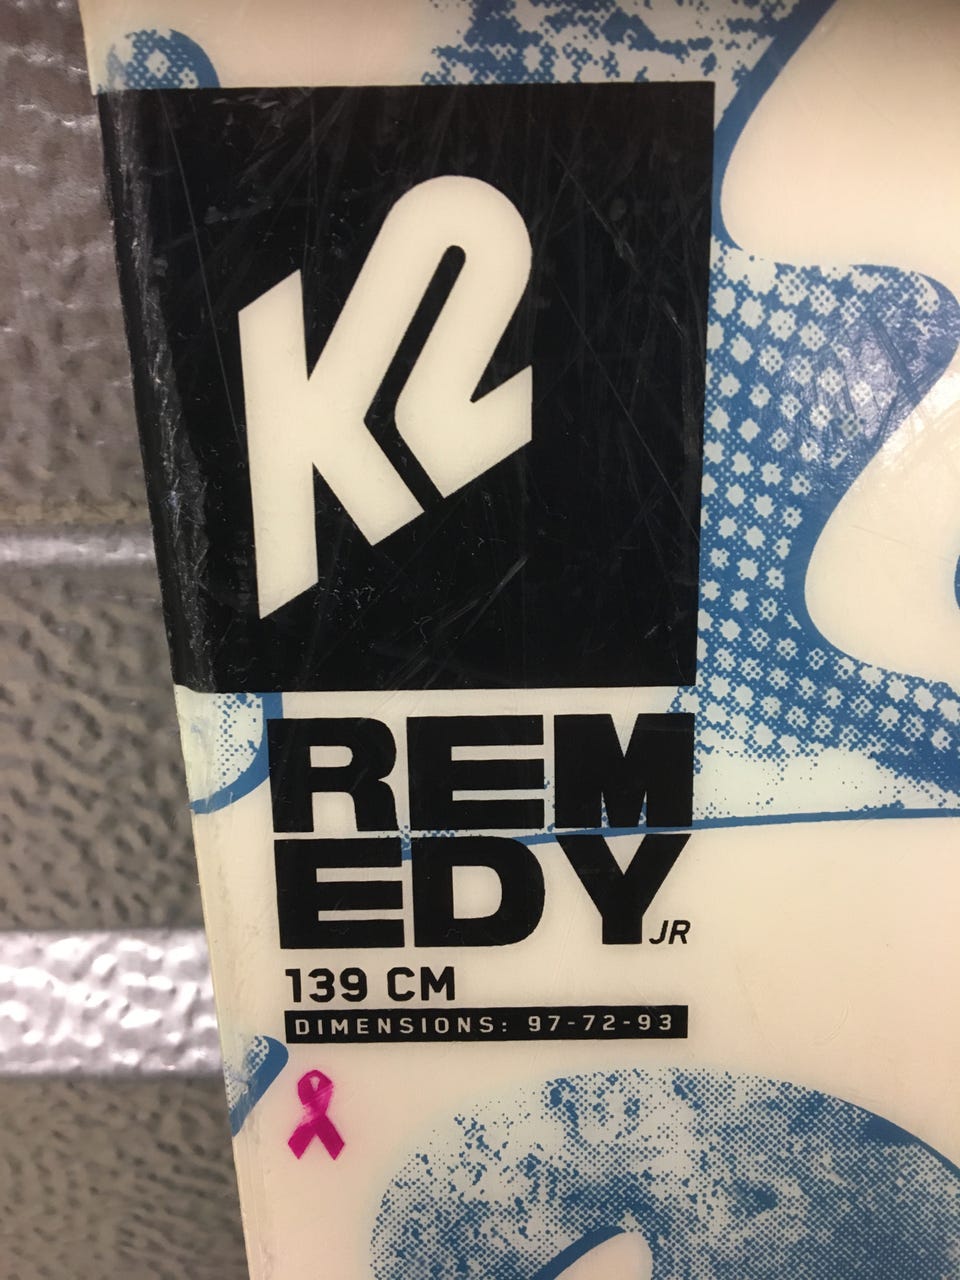 K2
REM
EDY JR
139 CM
DIMENSIONS: 97-72-93